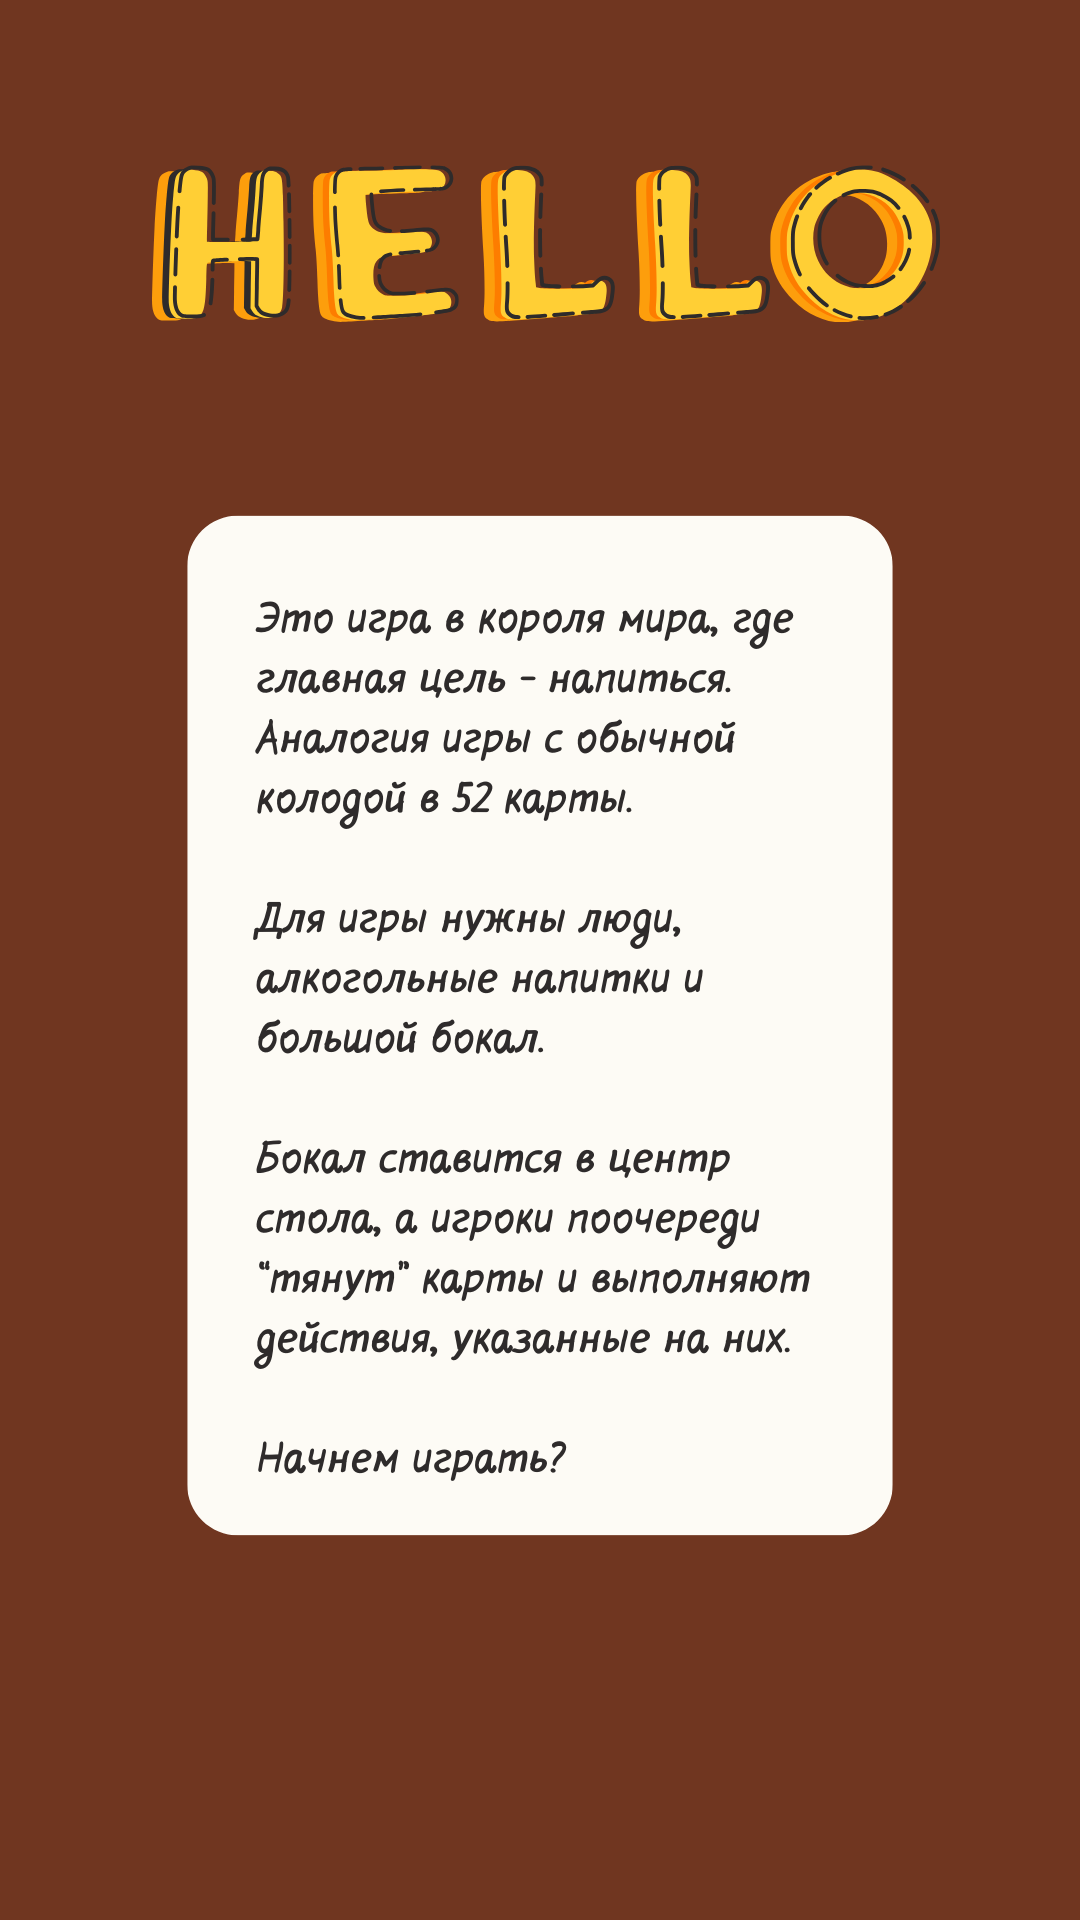 HELLO
Это игра в короля мира, где
главная цель - напиться.
Аналогия игры с обычной
колодой в 52 карты.
Для игры нужны люди,
алкогольные напитки и
большой бокал.
Бокал ставится в центр
стола, а игроки поочереди
“тянут” карты и выполняют
действия, указанные на них.
Начнем играть?